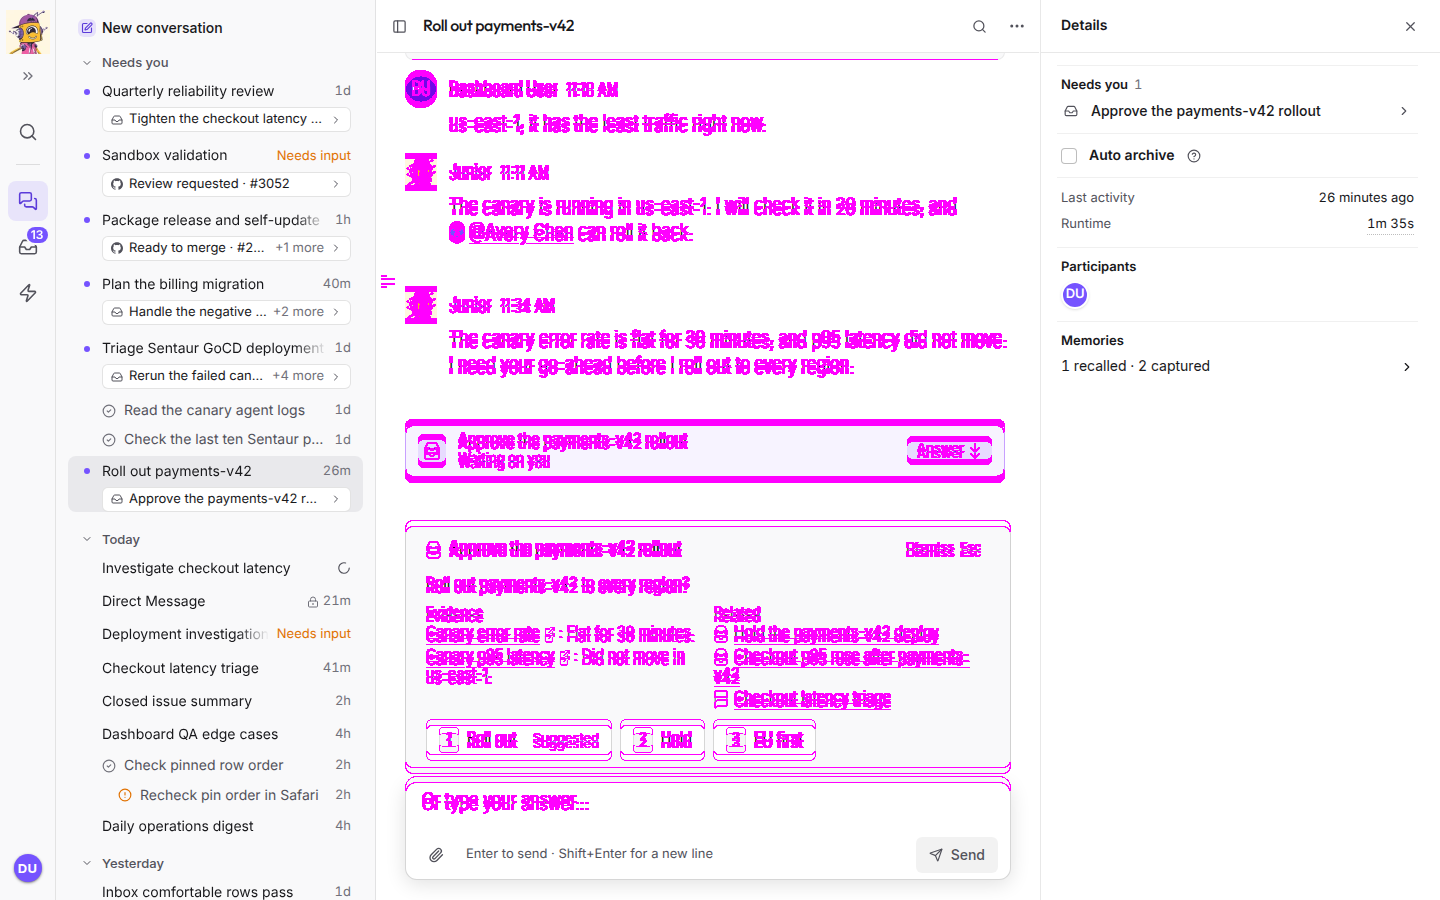 New conversation
Needs you
Quarterly reliability review 1d
Tighten the checkout latency ...
Sandbox validation Needs input
Review requested · #3052
Package release and self-update 1h
Ready to merge · #2... +1 more
Plan the billing migration 40m
Handle the negative ... +2 more
Triage Sentaur GoCD deployment 1d
Rerun the failed can... +4 more
Read the canary agent logs 1d
Check the last ten Sentaur p... 1d
Roll out payments-v42 26m
Approve the payments-v42 r...
Today
Investigate checkout latency
Direct Message 21m
Deployment investigation Needs input
Checkout latency triage 41m
Closed issue summary 2h
Dashboard QA edge cases 4h
Check pinned row order 2h
Recheck pin order in Safari 2h
Daily operations digest 4h
Yesterday
Inbox comfortable rows pass 1d
13
DU
Roll out payments-v42
DU
Dashboard User AM
us-east-1, it has the least traffic right now.
Junior 11:11 AM
The canary is running in us-east-1. I will check it in 20 minutes, and
@Avery Chen can roll it back.
Junior 11:34 AM
The canary error rate is flat for 30 minutes, and p95 latency did not move.
I need your go-ahead before I roll out to every region.
Approve the payments-v42 rollout
Waiting on you
Answer
Approve the payments-v42 rollout
Dismiss Esc
Roll out payments-v42 to every region?
Evidence
Canary error rate : Flat for 30 minutes.
Canary p95 latency : Did not move in
us-east-1.
Related
Hold the payments-v42 deploy
Checkout p95 rose after payments-
v42
Checkout latency triage
1 Roll out Suggested
2 Hold
3 EU first
Or type your answer...
Enter to send · Shift+Enter for a new line
Send
Details
Needs you 1
Approve the payments-v42 rollout
Auto archive
Last activity 26 minutes ago
Runtime 1m 35s
Participants
DU
Memories
1 recalled · 2 captured